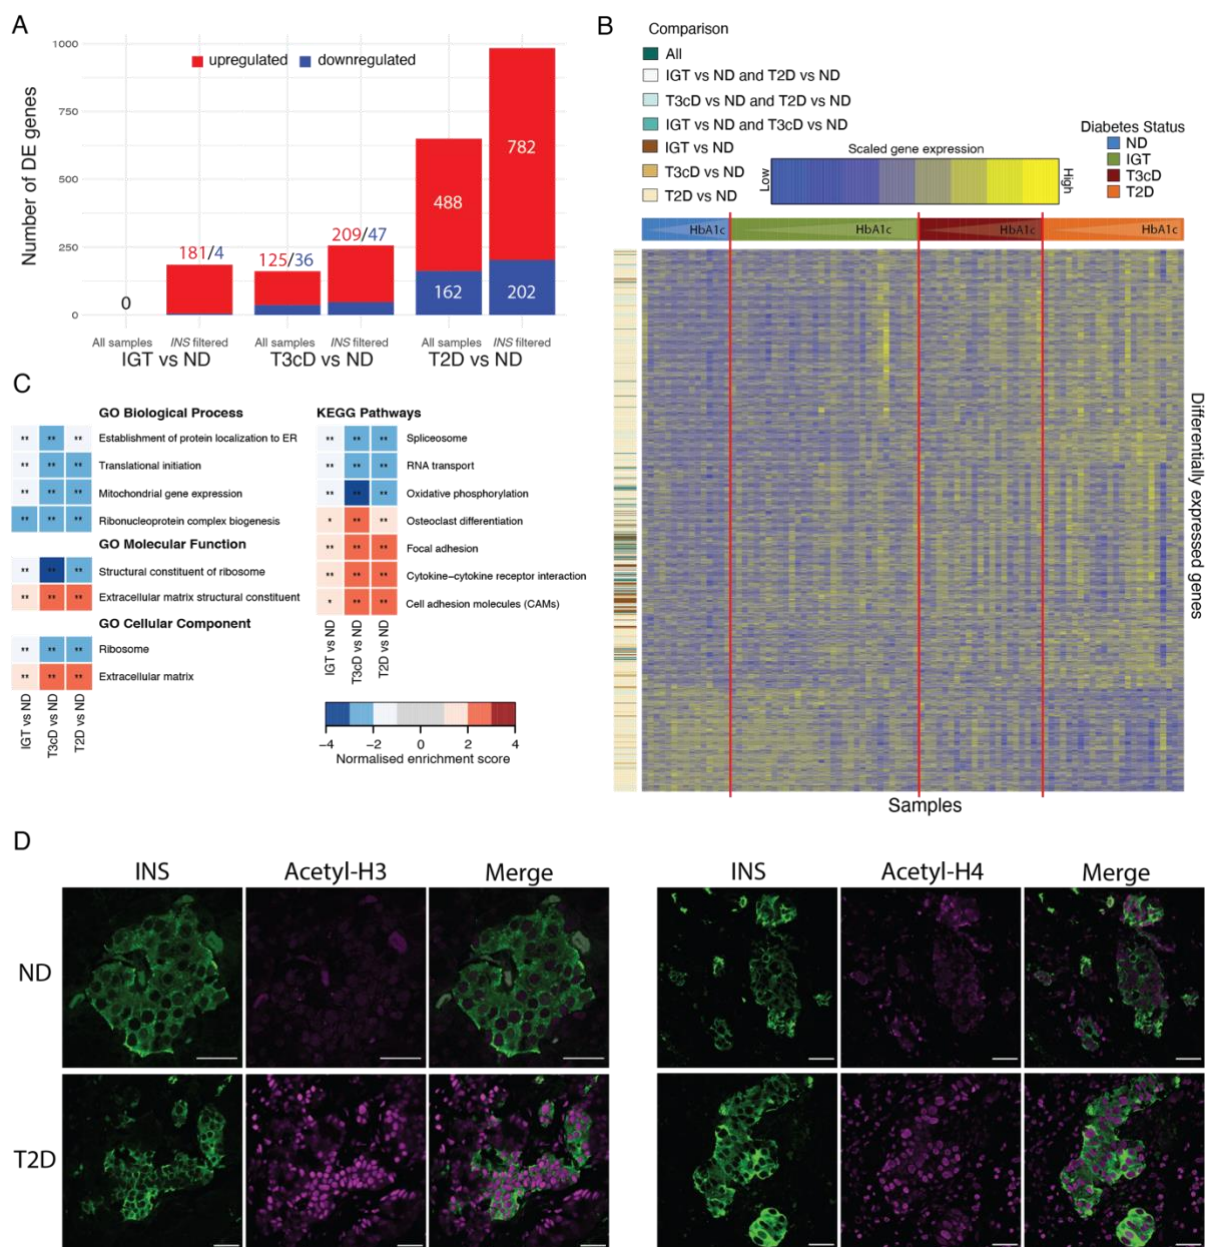 A
1000
750
500
250
0
Number of DE genes
upregulated downregulated
0
181/4
125/36
209/47
488
162
782
202
All samples INS filtered All samples INS filtered All samples INS filtered
IGT vs ND T3cD vs ND T2D vs ND
B
Comparison
All
IGT vs ND and T2D vs ND
T3cD vs ND and T2D vs ND
IGT vs ND and T3cD vs ND
IGT vs ND
T3cD vs ND
T2D vs ND
Scaled gene expression
Low
High
Diabetes Status
ND
IGT
T3cD
T2D
HbA1c HbA1c HbA1c HbA1c
Differentially expressed genes
Samples
C
GO Biological Process
** ** ** Establishment of protein localization to ER
** ** ** Translational initiation
** ** ** Mitochondrial gene expression
** ** ** Ribonucleoprotein complex biogenesis
GO Molecular Function
** ** ** Structural constituent of ribosome
** ** ** Extracellular matrix structural constituent
GO Cellular Component
** ** ** Ribosome
** ** ** Extracellular matrix
IGT vs ND
T3cD vs ND
T2D vs ND
KEGG Pathways
** ** ** Spliceosome
** ** ** RNA transport
** ** ** Oxidative phosphorylation
* ** ** Osteoclast differentiation
** ** ** Focal adhesion
** ** ** Cytokine−cytokine receptor interaction
* ** ** Cell adhesion molecules (CAMs)
IGT vs ND
T3cD vs ND
T2D vs ND
−4 −2 0 2 4
Normalised enrichment score
D
INS Acetyl-H3 Merge INS Acetyl-H4 Merge
ND
T2D